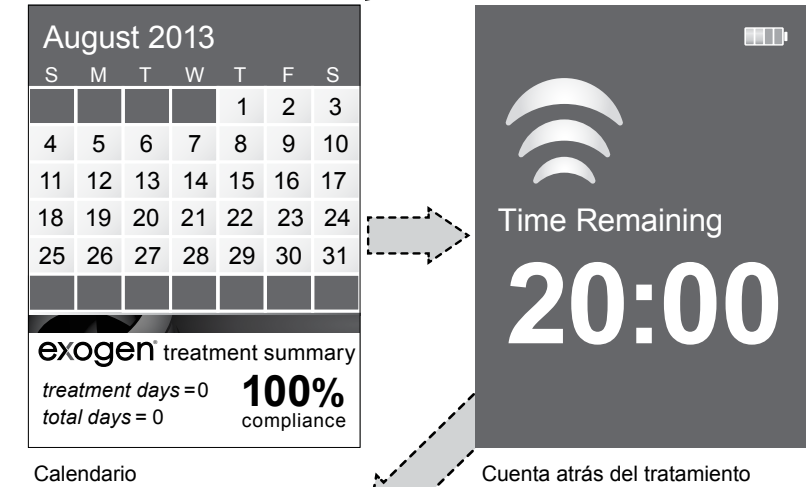 August 2013
S M T W T F S
1 2 3
4 5 6 7 8 9 10
11 12 13 14 15 16 17
18 19 20 21 22 23 24
25 26 27 28 29 30 31
exogen® treatment summary
treatment days = 0
total days = 0
100%
compliance
Calendario
Time Remaining
20:00
Cuenta atrás del tratamiento